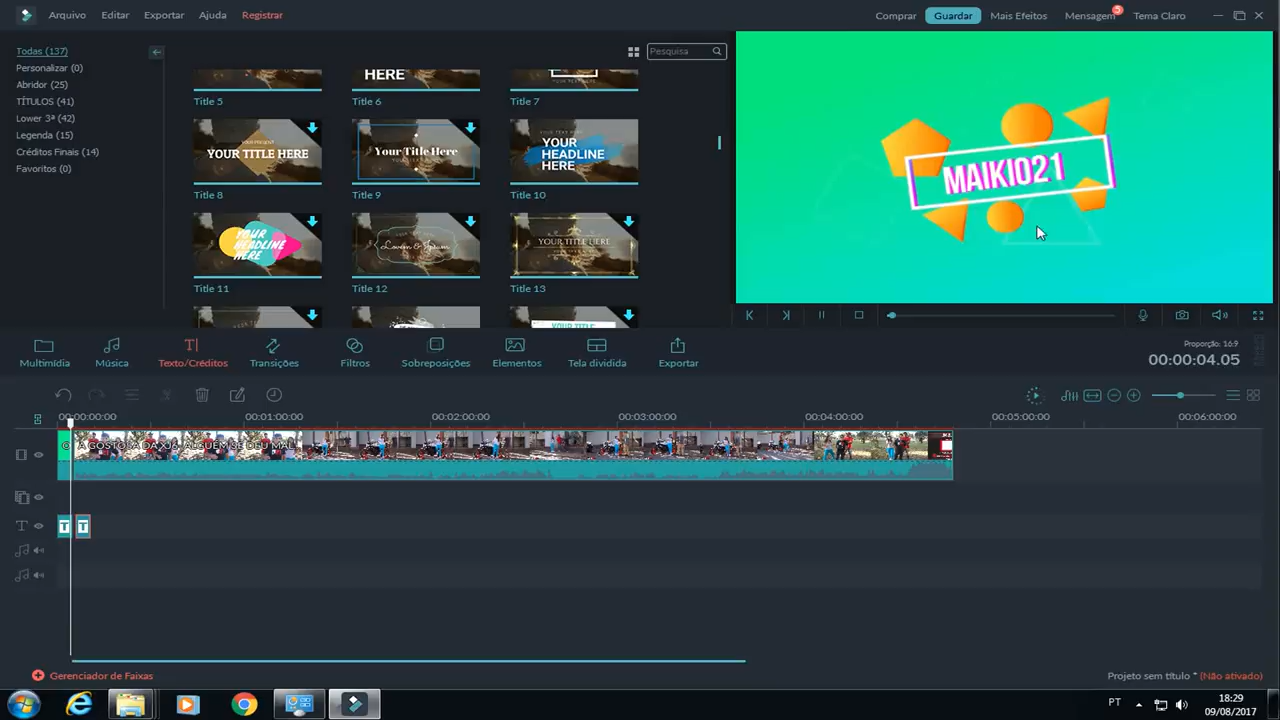 Arquivo Editar Exportar Ajuda Registrar
Comprar Guardar Mais Efeitos Mensagem 5 Tema Claro
Todas (137)
Personalizar (0)
Abridor (25)
TÍTULOS (41)
Lower 3ª (42)
Legenda (15)
Créditos Finais (14)
Favoritos (0)
Pesquisa
HERE
Title 5 Title 6 Title 7
YOUR TITLE HERE
Your Title Here
YOUR
HEADLINE
HERE
Title 8 Title 9 Title 10
YOUR
HEADLINE
HERE
Lorem & Ipsum
YOUR TITLE HERE
Title 11 Title 12 Title 13
MAIKIO21
Multimídia Música Texto/Créditos Transições Filtros Sobreposições Elementos Tela dividida Exportar
Proporção: 16:9
00:00:04.05
00:00:00:00 00:01:00:00 00:02:00:00 00:03:00:00 00:04:00:00 00:05:00:00 00:06:00:00
T T T
Gerenciador de Faixas
Projeto sem título * (Não ativado)
PT
18:29
09/08/2017